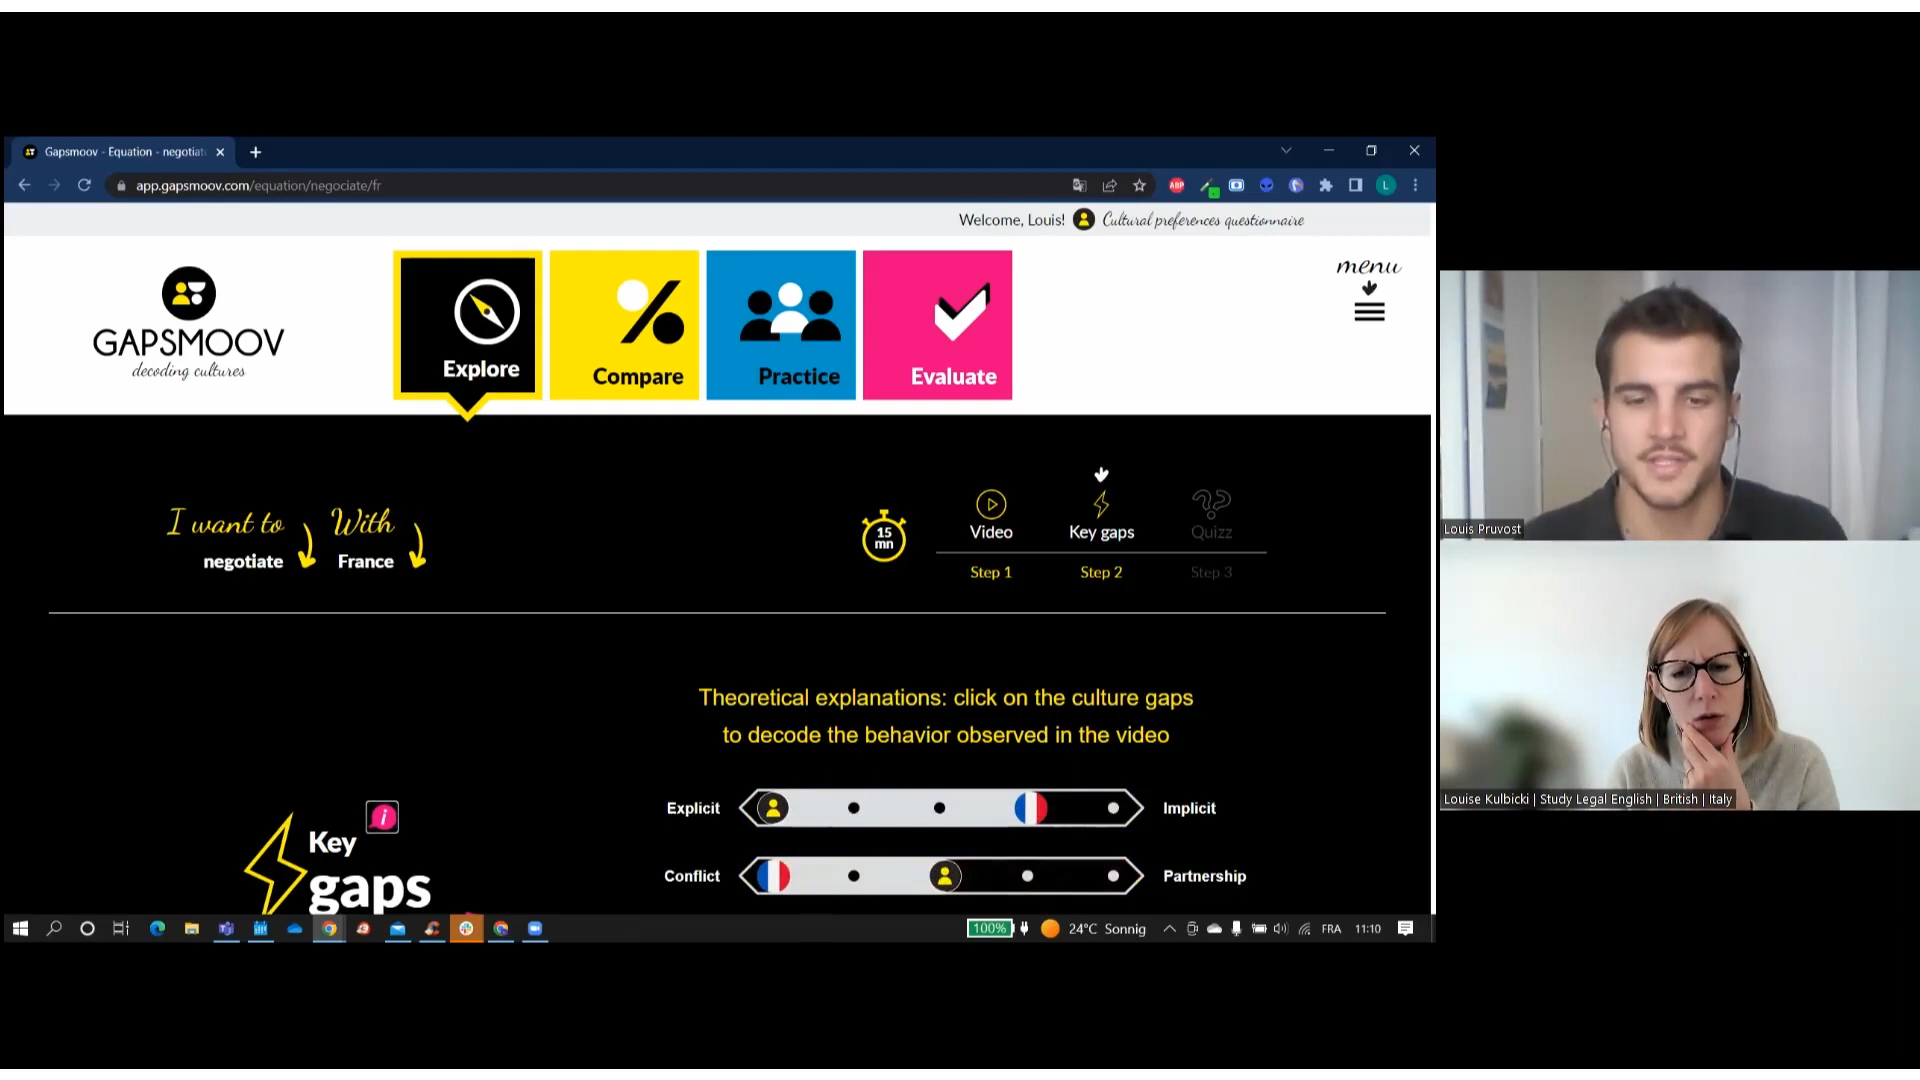 Gapsmoov - Equation - negotiat
app.gapsmoov.com/equation/negociate/fr
ABP
L
Welcome, Louis! Cultural preferences questionnaire
GAPSMOOV
decoding cultures
Explore
Compare
Practice
Evaluate
menu
I want to
negotiate
With
France
15
mn
Video
Key gaps
Quizz
Step 1
Step 2
Step 3
Theoretical explanations: click on the culture gaps
to decode the behavior observed in the video
Explicit
Implicit
Conflict
Partnership
i
Key
gaps
100%
24°C Sonnig
FRA
11:10
Louis Pruvost
Louise Kulbicki | Study Legal English | British | Italy